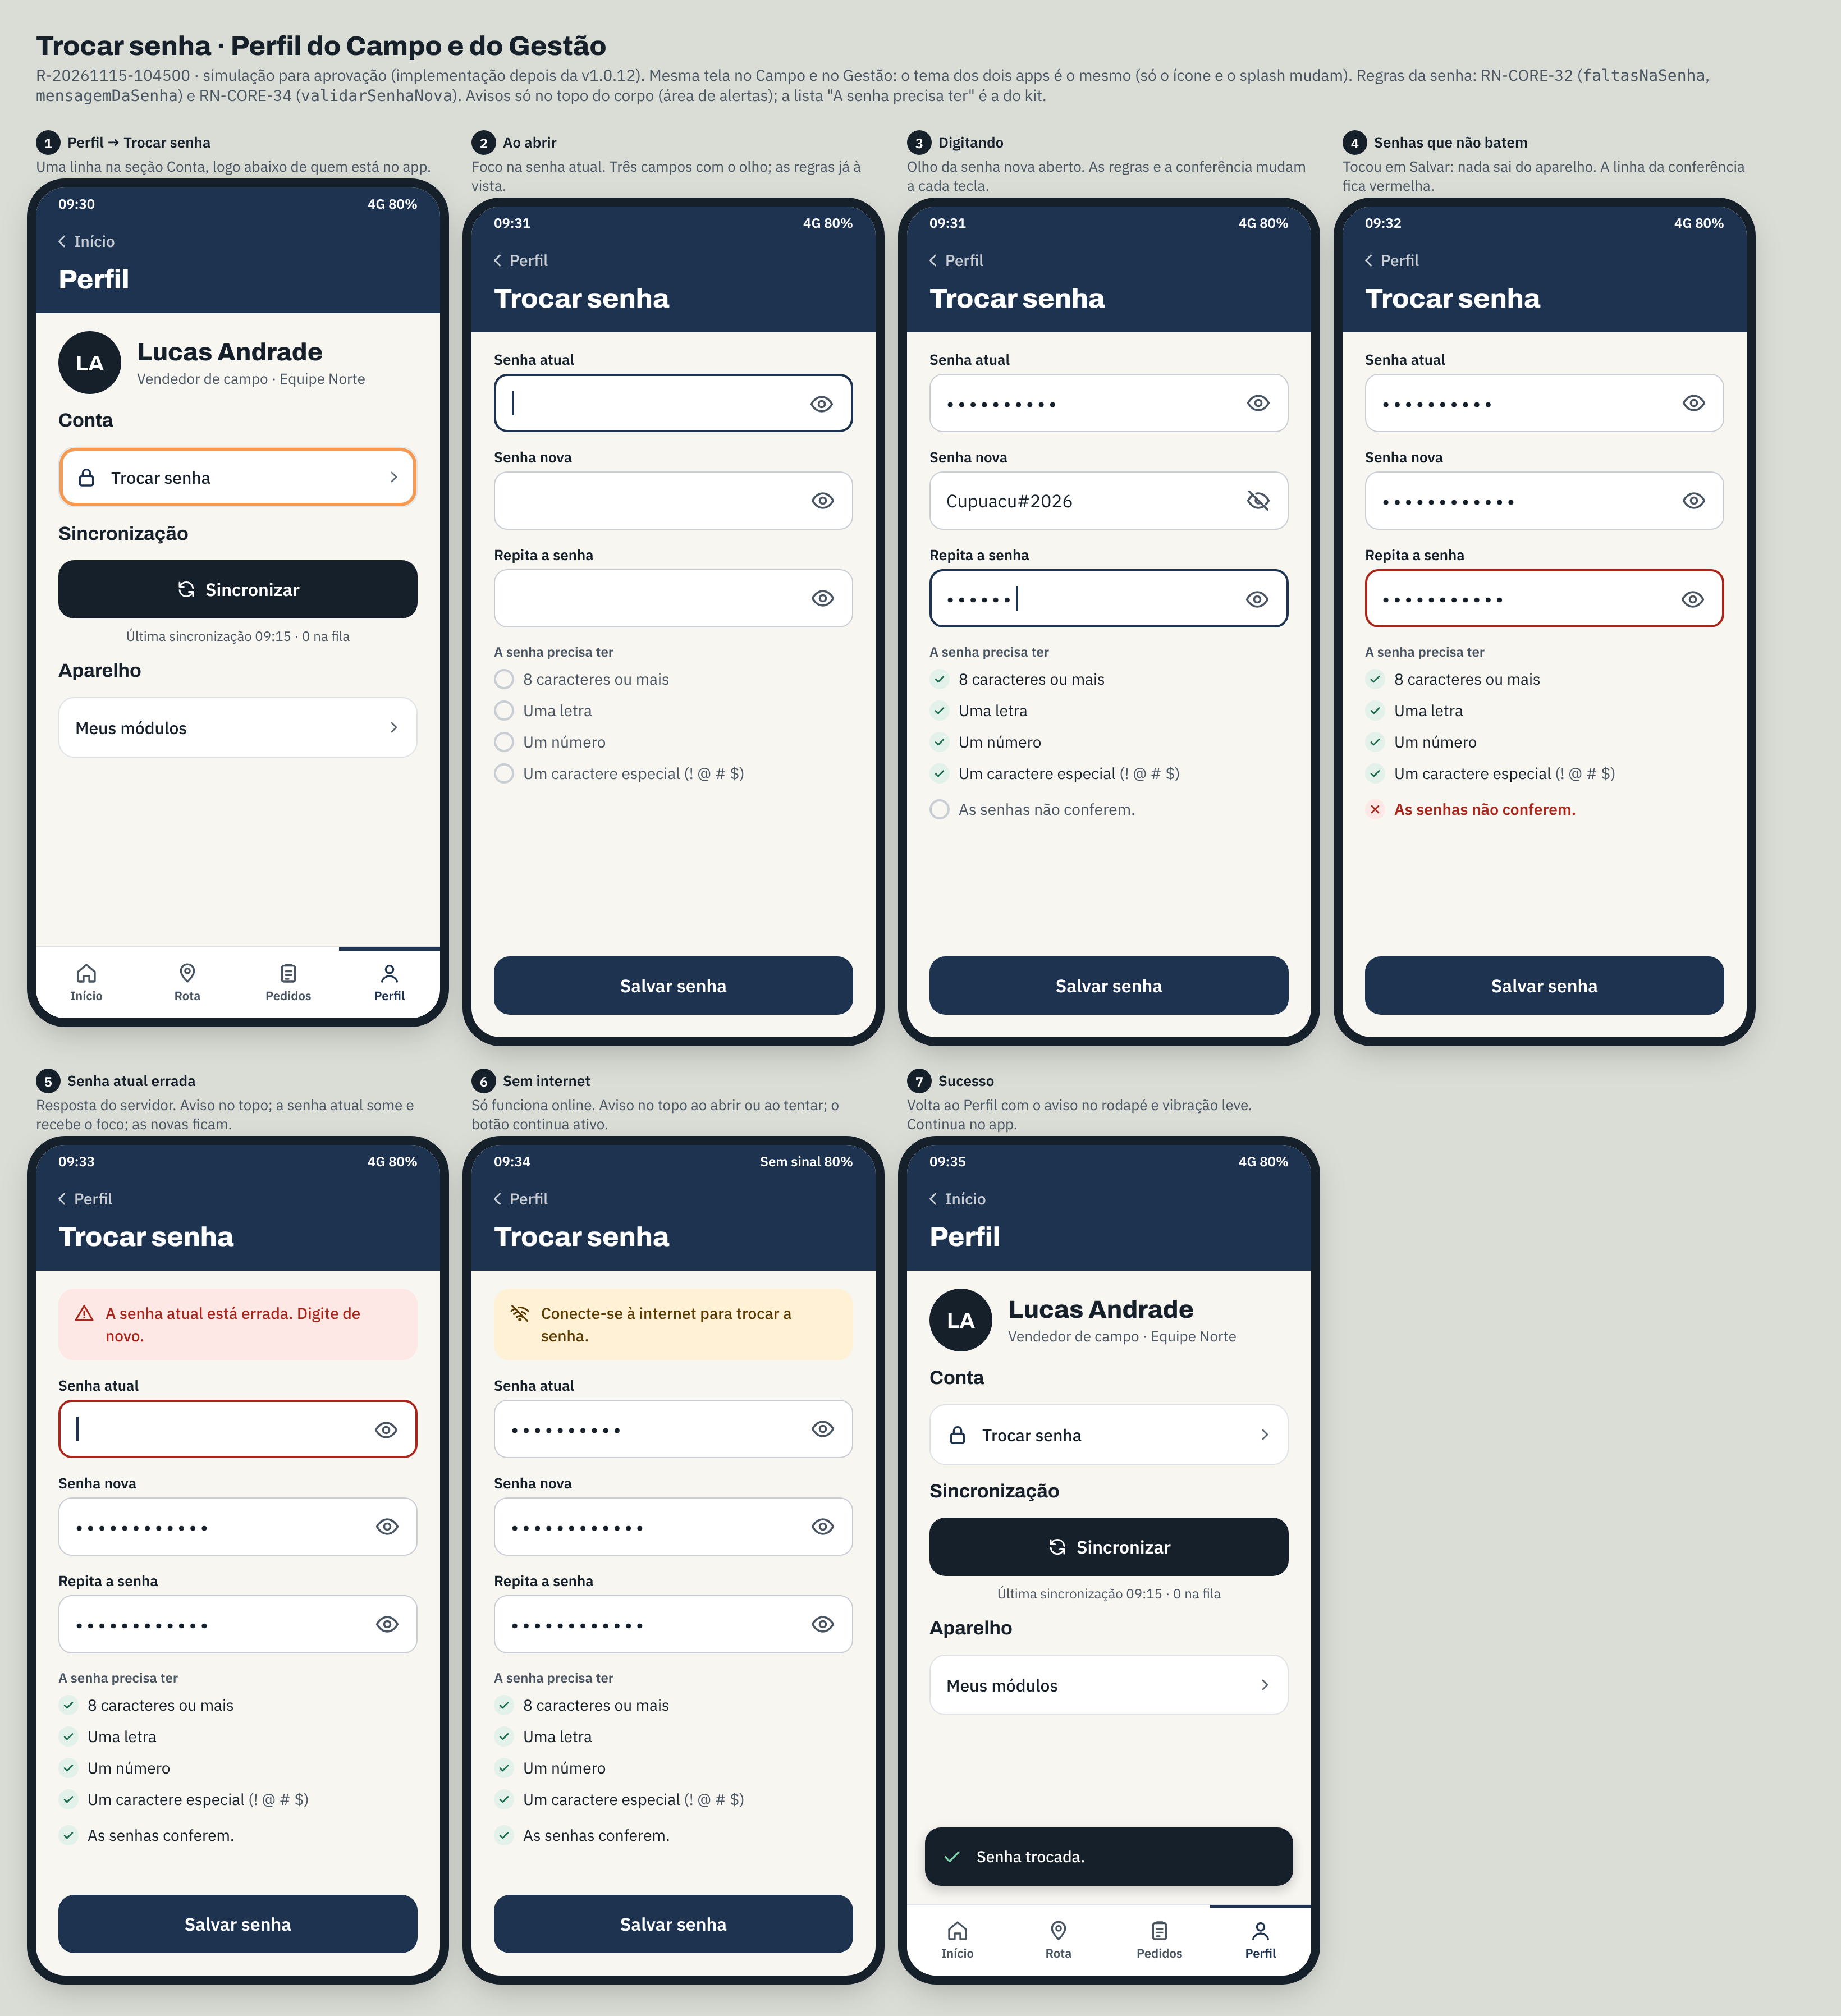 Trocar senha · Perfil do Campo e do Gestão
R-20261115-104500 · simulação para aprovação (implementação depois da v1.0.12). Mesma tela no Campo e no Gestão: o tema dos dois apps é o mesmo (só o ícone e o splash mudam). Regras da senha: RN-CORE-32 (faltasNaSenha,
mensagemDaSenha) e RN-CORE-34 (validarSenhaNova). Avisos só no topo do corpo (área de alertas); a lista "A senha precisa ter" é a do kit.
1 Perfil → Trocar senha
Uma linha na seção Conta, logo abaixo de quem está no app.
09:30 4G 80%
Início
Perfil
LA
Lucas Andrade
Vendedor de campo · Equipe Norte
Conta
Trocar senha
Sincronização
Sincronizar
Última sincronização 09:15 · 0 na fila
Aparelho
Meus módulos
Início Rota Pedidos Perfil
2 Ao abrir
Foco na senha atual. Três campos com o olho; as regras já à
vista.
09:31 4G 80%
Perfil
Trocar senha
Senha atual
Senha nova
Repita a senha
A senha precisa ter
8 caracteres ou mais
Uma letra
Um número
Um caractere especial (! @ # $)
Salvar senha
3 Digitando
Olho da senha nova aberto. As regras e a conferência mudam
a cada tecla.
09:31 4G 80%
Perfil
Trocar senha
Senha atual
••••••••••
Senha nova
Cupuacu#2026
Repita a senha
••••••
A senha precisa ter
8 caracteres ou mais
Uma letra
Um número
Um caractere especial (! @ # $)
As senhas não conferem.
Salvar senha
4 Senhas que não batem
Tocou em Salvar: nada sai do aparelho. A linha da conferência
fica vermelha.
09:32 4G 80%
Perfil
Trocar senha
Senha atual
••••••••••
Senha nova
••••••••••••
Repita a senha
•••••••••••
A senha precisa ter
8 caracteres ou mais
Uma letra
Um número
Um caractere especial (! @ # $)
As senhas não conferem.
Salvar senha
5 Senha atual errada
Resposta do servidor. Aviso no topo; a senha atual some e
recebe o foco; as novas ficam.
09:33 4G 80%
Perfil
Trocar senha
A senha atual está errada. Digite de
novo.
Senha atual
Senha nova
••••••••••••
Repita a senha
••••••••••••
A senha precisa ter
8 caracteres ou mais
Uma letra
Um número
Um caractere especial (! @ # $)
As senhas conferem.
Salvar senha
6 Sem internet
Só funciona online. Aviso no topo ao abrir ou ao tentar; o
botão continua ativo.
09:34 Sem sinal 80%
Perfil
Trocar senha
Conecte-se à internet para trocar a
senha.
Senha atual
••••••••••
Senha nova
••••••••••••
Repita a senha
••••••••••••
A senha precisa ter
8 caracteres ou mais
Uma letra
Um número
Um caractere especial (! @ # $)
As senhas conferem.
Salvar senha
7 Sucesso
Volta ao Perfil com o aviso no rodapé e vibração leve.
Continua no app.
09:35 4G 80%
Início
Perfil
LA
Lucas Andrade
Vendedor de campo · Equipe Norte
Conta
Trocar senha
Sincronização
Sincronizar
Última sincronização 09:15 · 0 na fila
Aparelho
Meus módulos
Senha trocada.
Início Rota Pedidos Perfil